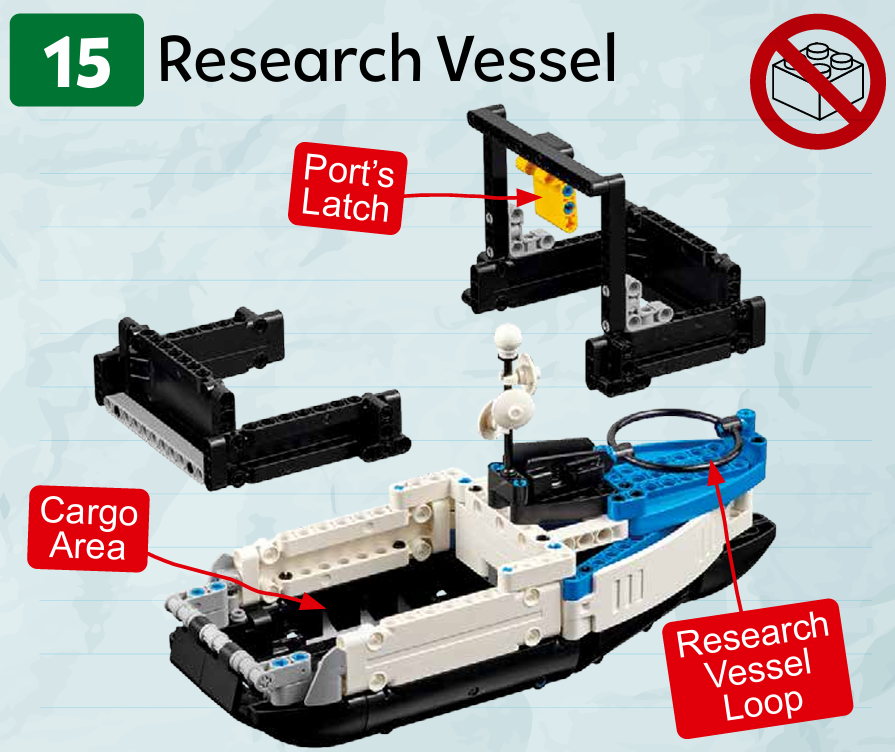 15 Research Vessel
Port's
Latch
Cargo
Area
Research
Vessel
Loop